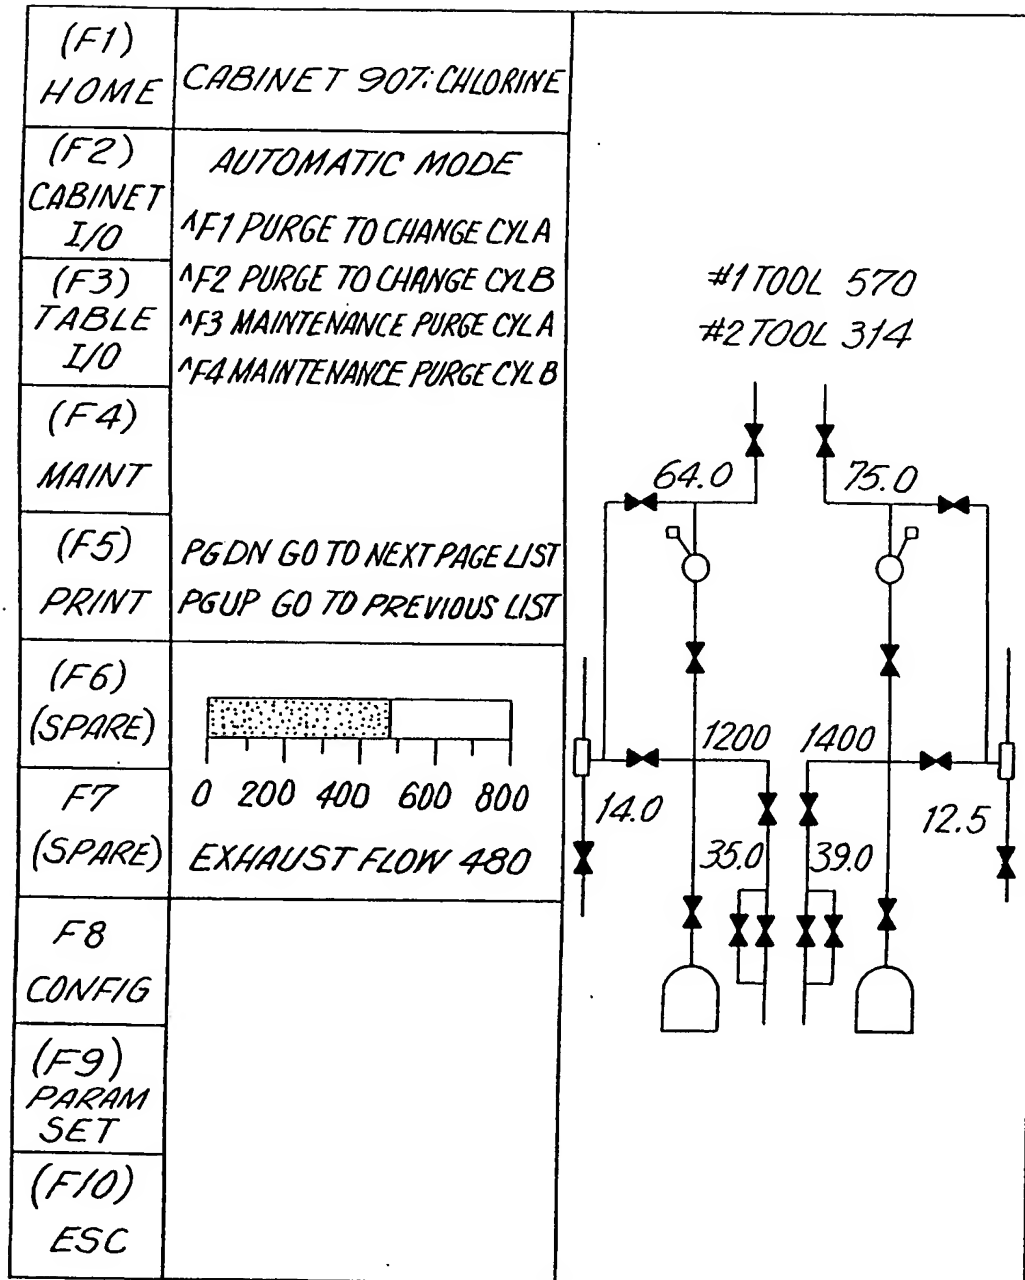 (F1)
HOME
CABINET 907: CHLORINE
(F2)
CABINET
I/O
AUTOMATIC MODE
^F1 PURGE TO CHANGE CYL A
(F3)
TABLE
I/O
^F2 PURGE TO CHANGE CYL B
^F3 MAINTENANCE PURGE CYL A
^F4 MAINTENANCE PURGE CYL B
(F4)
MAINT
(F5)
PRINT
PGDN GO TO NEXT PAGE LIST
PGUP GO TO PREVIOUS LIST
(F6)
(SPARE)
F7
(SPARE)
0 200 400 600 800
EXHAUST FLOW 480
F8
CONFIG
(F9)
PARAM
SET
(F10)
ESC
#1 TOOL 570
#2 TOOL 314
64.0 75.0
1200 1400
14.0 12.5
35.0 39.0